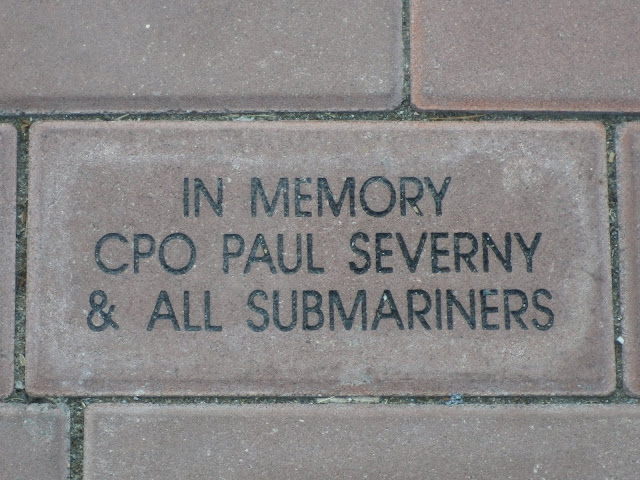 IN MEMORY
CPO PAUL SEVERNY
& ALL SUBMARINERS